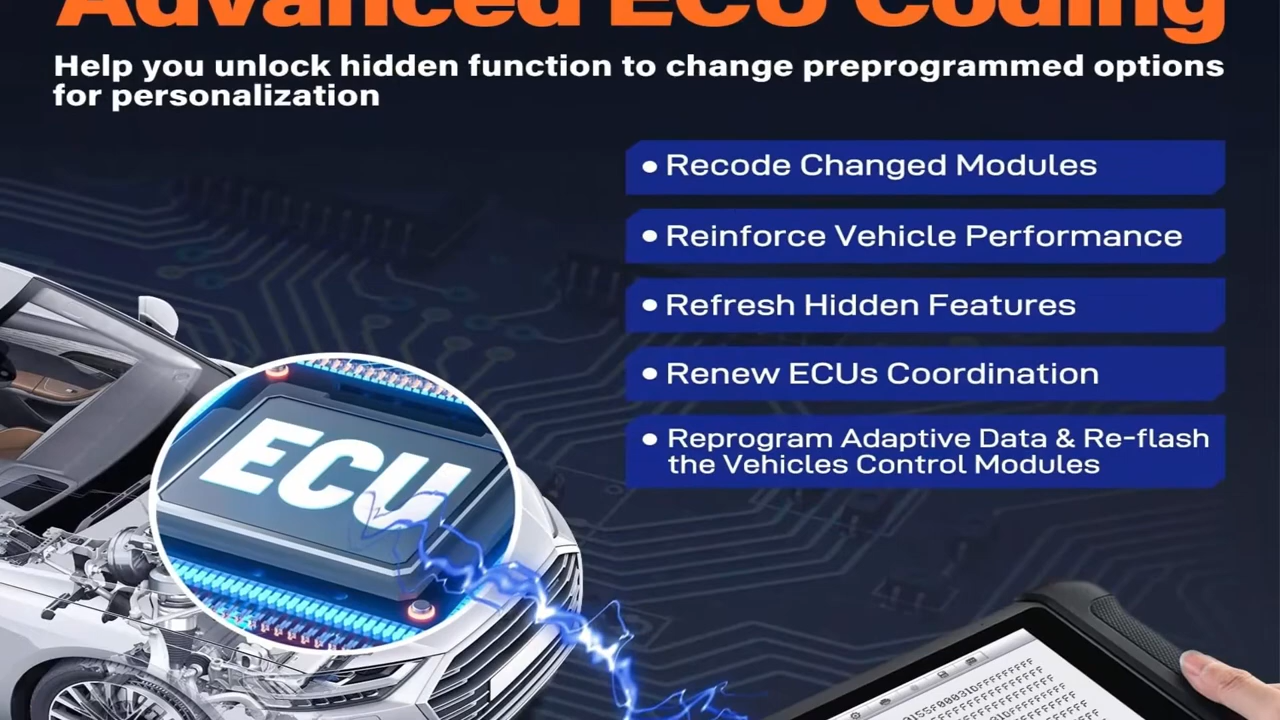 Advanced ECU Coding
Help you unlock hidden function to change preprogrammed options
for personalization
• Recode Changed Modules
• Reinforce Vehicle Performance
• Refresh Hidden Features
• Renew ECUs Coordination
• Reprogram Adaptive Data & Re-flash
the Vehicles Control Modules
ECU